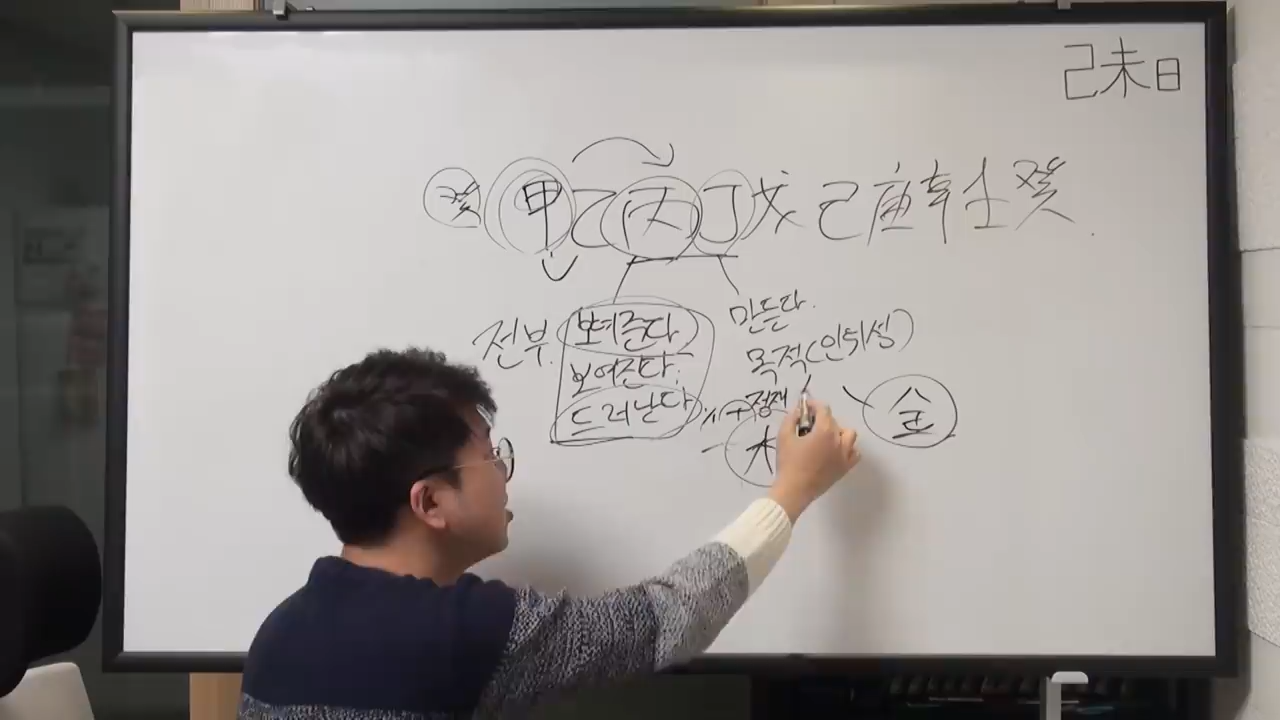 己未日
癸 甲乙丙丁戊己庚辛壬癸
전부. 보여준다
보여진다.
드러난다
만든다.
목적(인위성)
정재
木
金